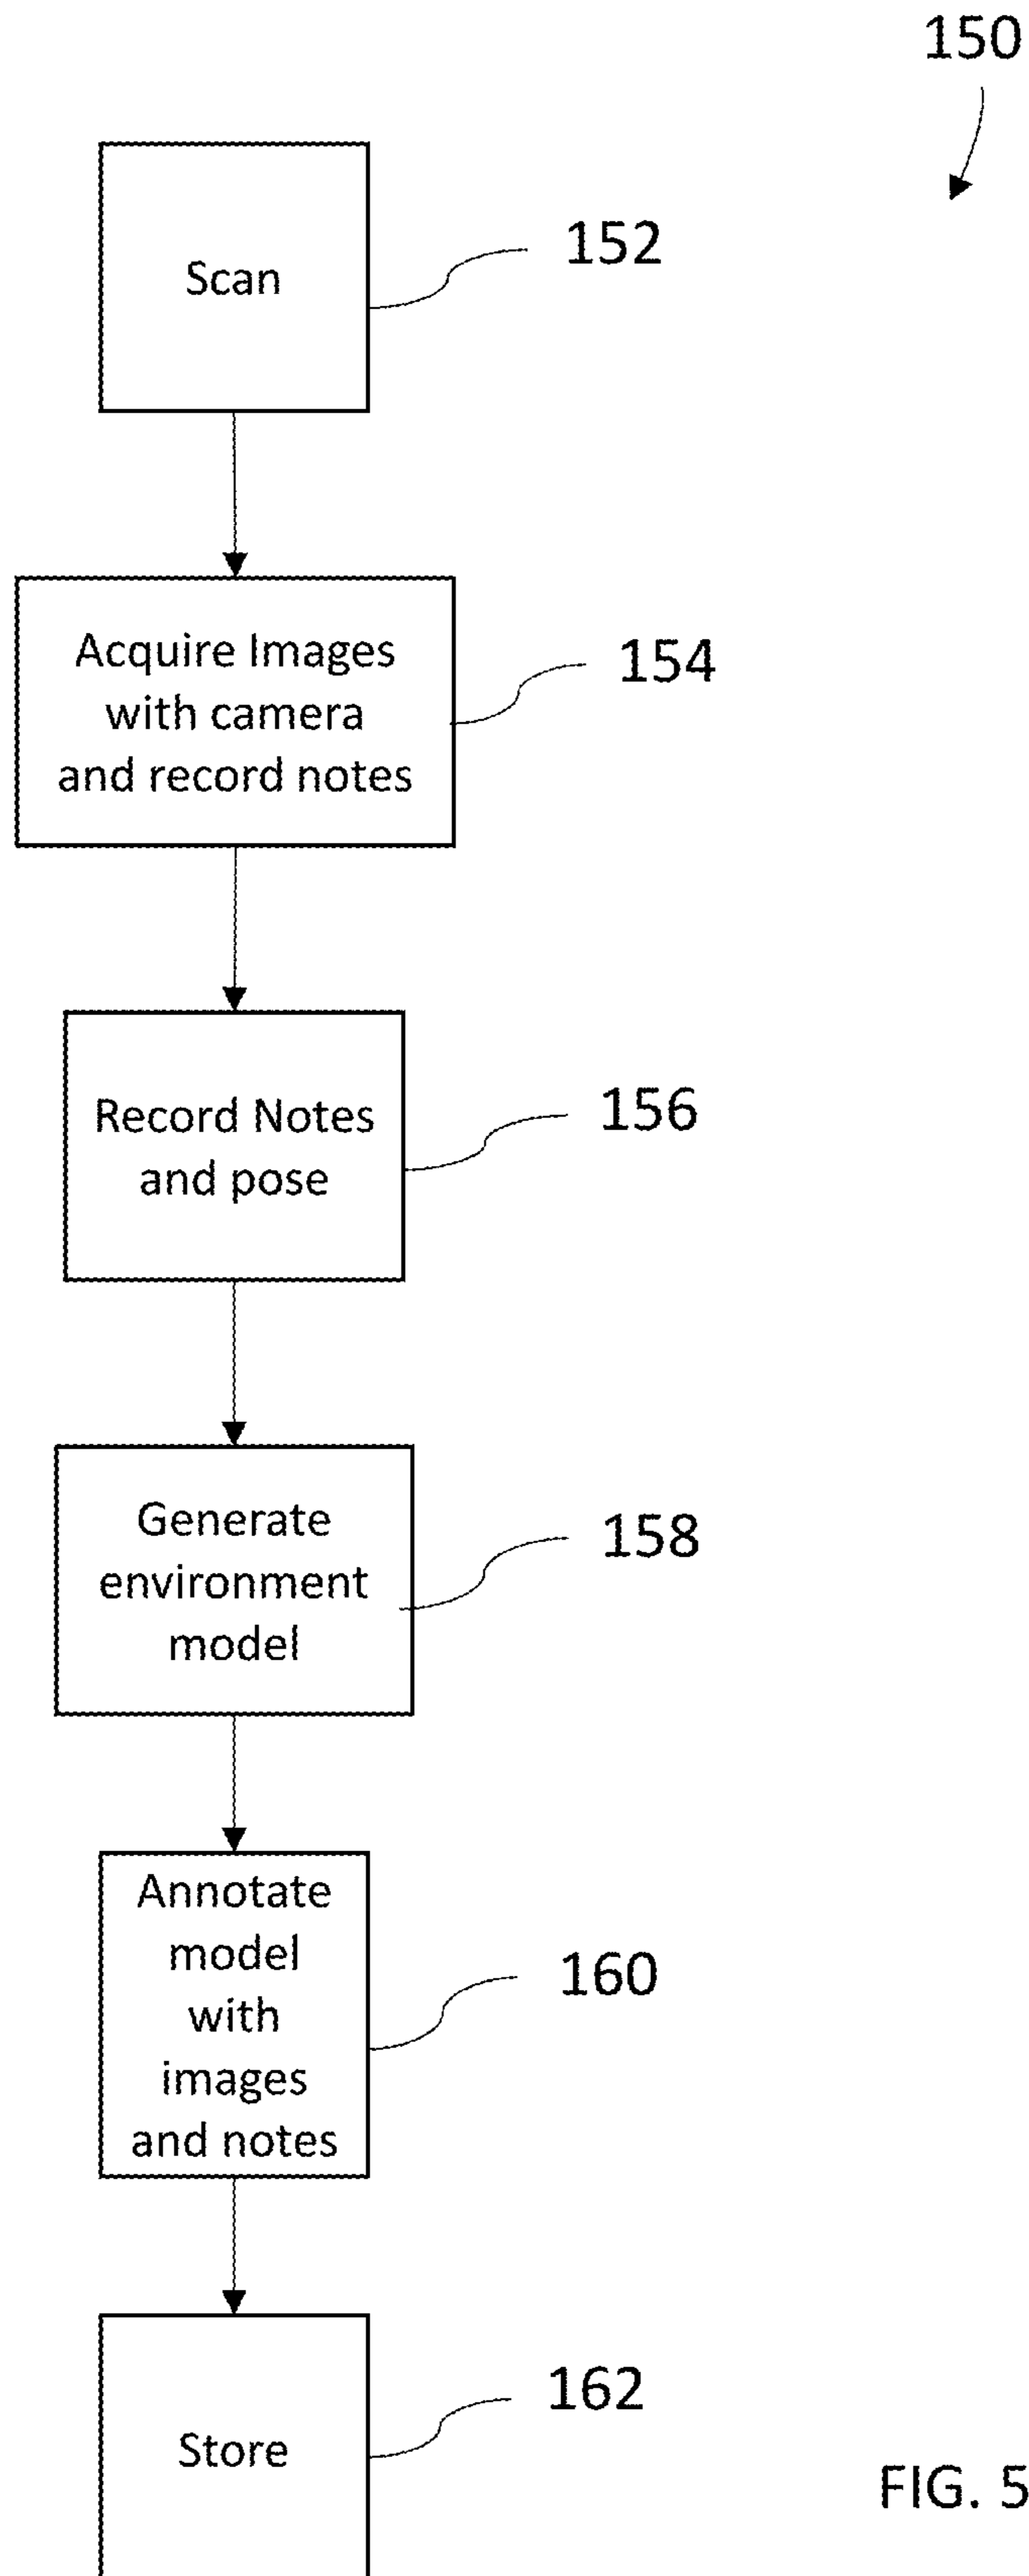 150
Scan
152
Acquire Images
with camera
and record notes
154
Record Notes
and pose
156
Generate
environment
model
158
Annotate
model
with
images
and notes
160
Store
162
FIG. 5